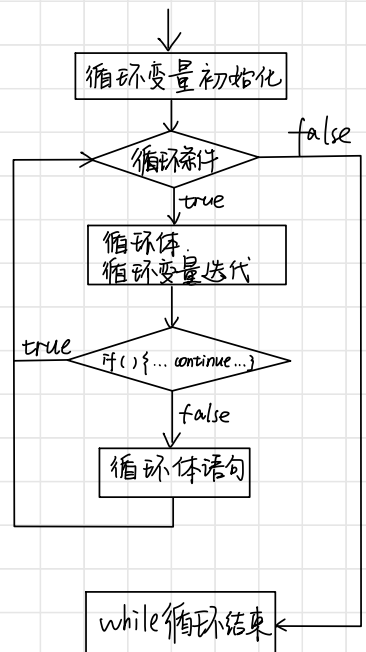 循环变量初始化
false
循环条件
true
循环体.
循环变量迭代
true
if(){...continue...}
false
循环体语句
while循环结束